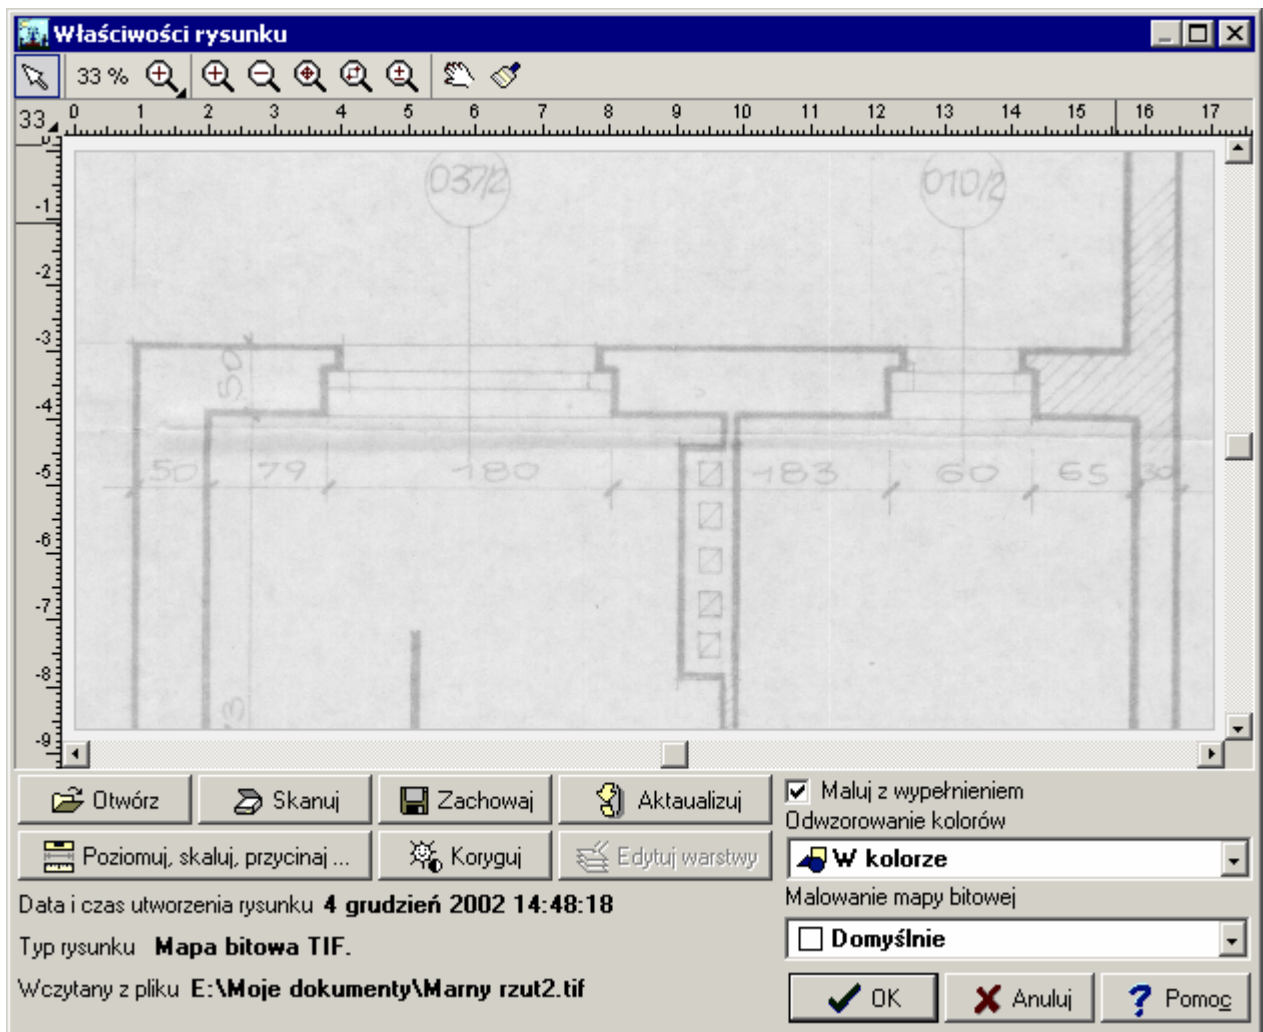 Właściwości rysunku
33 %
33 0 1 2 3 4 5 6 7 8 9 10 11 12 13 14 15 16 17
0
-1
-2
-3
-4
-5
-6
-7
-8
-9
037/2 010/2
50
50 79 180 183 60 65 30
Otwórz Skanuj Zachowaj Aktaualizuj
Poziomuj, skaluj, przycinaj ... Koryguj Edytuj warstwy
Data i czas utworzenia rysunku 4 grudzień 2002 14:48:18
Typ rysunku Mapa bitowa TIF.
Wczytany z pliku E:\Moje dokumenty\Marny rzut2.tif
Maluj z wypełnieniem
Odwzorowanie kolorów
W kolorze
Malowanie mapy bitowej
Domyślnie
OK Anuluj Pomoc